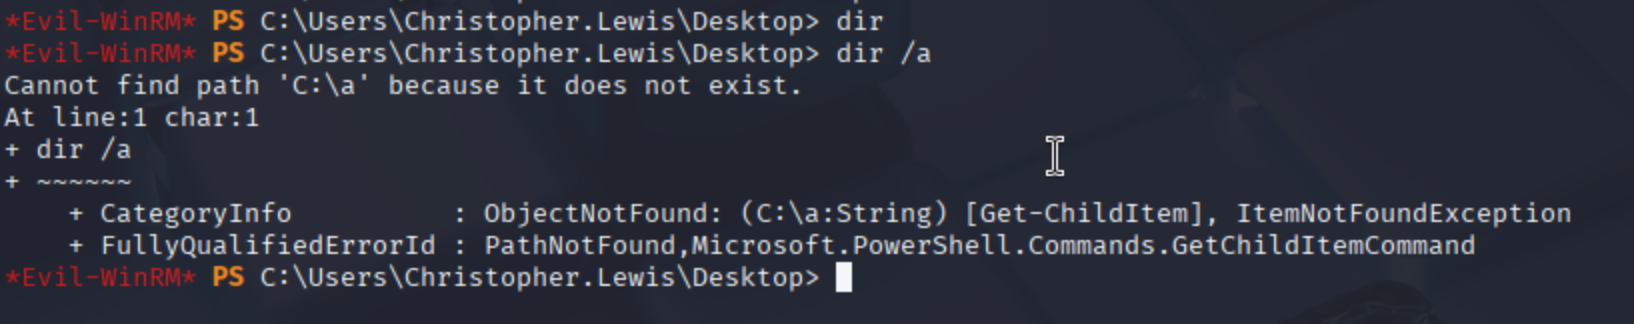 *Evil-WinRM* PS C:\Users\Christopher.Lewis\Desktop> dir
*Evil-WinRM* PS C:\Users\Christopher.Lewis\Desktop> dir /a
Cannot find path 'C:\a' because it does not exist.
At line:1 char:1
+ dir /a
+ ~~~~~~
    + CategoryInfo          : ObjectNotFound: (C:\a:String) [Get-ChildItem], ItemNotFoundException
    + FullyQualifiedErrorId : PathNotFound,Microsoft.PowerShell.Commands.GetChildItemCommand
*Evil-WinRM* PS C:\Users\Christopher.Lewis\Desktop>